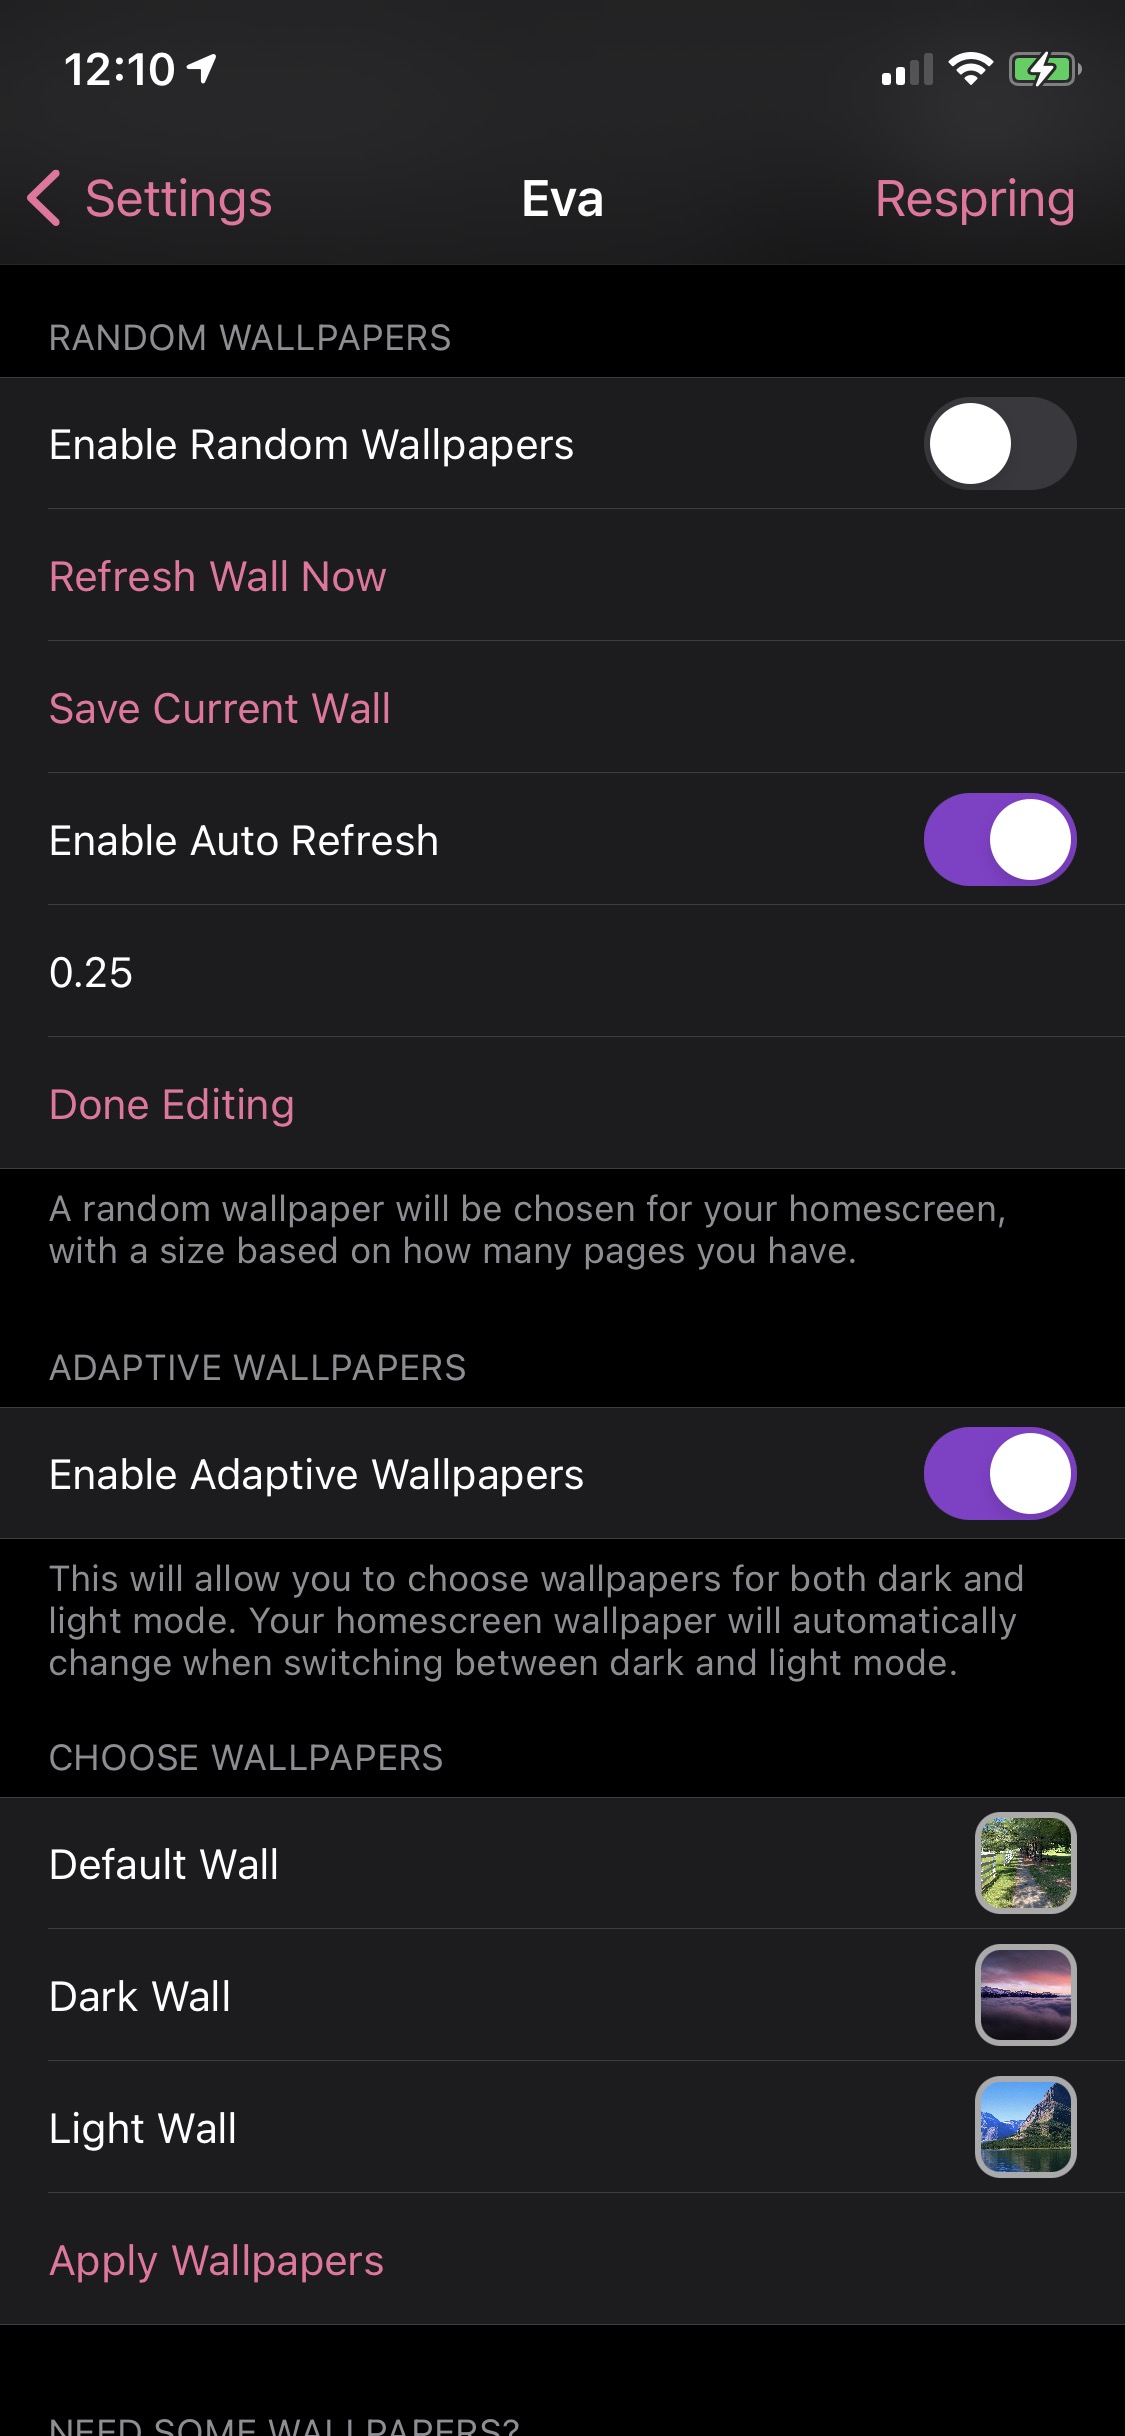 12:10
Settings
Eva
Respring
RANDOM WALLPAPERS
Enable Random Wallpapers
Refresh Wall Now
Save Current Wall
Enable Auto Refresh
0.25
Done Editing
A random wallpaper will be chosen for your homescreen,
with a size based on how many pages you have.
ADAPTIVE WALLPAPERS
Enable Adaptive Wallpapers
This will allow you to choose wallpapers for both dark and
light mode. Your homescreen wallpaper will automatically
change when switching between dark and light mode.
CHOOSE WALLPAPERS
Default Wall
Dark Wall
Light Wall
Apply Wallpapers
NEED SOME WALLPAPERS?